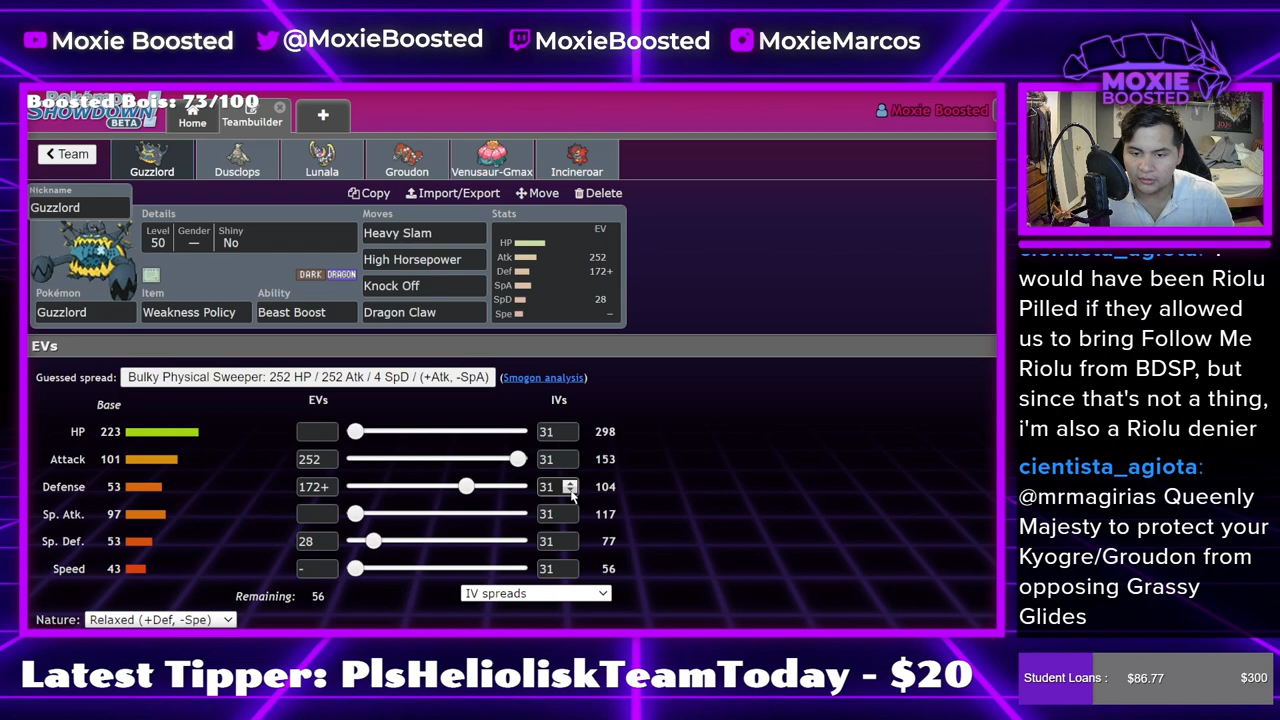 Moxie Boosted
@MoxieBoosted
MoxieBoosted
MoxieMarcos
MOXIE
BOOSTED
Boosted Bois: 73/100
Pokémon
SHOWDOWN
BETA
Home
Teambuilder
+
Moxie Boosted
Team
Guzzlord
Dusclops
Lunala
Groudon
Venusaur-Gmax
Incineroar
Copy
Import/Export
Move
Delete
Nickname
Guzzlord
Details
Level
50
Gender
—
Shiny
No
DARK DRAGON
Pokémon
Guzzlord
Item
Weakness Policy
Ability
Beast Boost
Moves
Heavy Slam
High Horsepower
Knock Off
Dragon Claw
Stats
EV
HP
Atk 252
Def 172+
SpA
SpD 28
Spe –
EVs
Guessed spread: Bulky Physical Sweeper: 252 HP / 252 Atk / 4 SpD / (+Atk, -SpA) (Smogon analysis)
Base EVs IVs
HP 223 31 298
Attack 101 252 31 153
Defense 53 172+ 31 104
Sp. Atk. 97 31 117
Sp. Def. 53 28 31 77
Speed 43 - 31 56
Remaining: 56
IV spreads
Nature: Relaxed (+Def, -Spe)
cientista_agiota: I
would have been Riolu
Pilled if they allowed
us to bring Follow Me
Riolu from BDSP, but
since that's not a thing,
i'm also a Riolu denier
cientista_agiota:
@mrmagirias Queenly
Majesty to protect your
Kyogre/Groudon from
opposing Grassy
Glides
Latest Tipper: PlsHelioliskTeamToday - $20
Student Loans : $86.77 $300